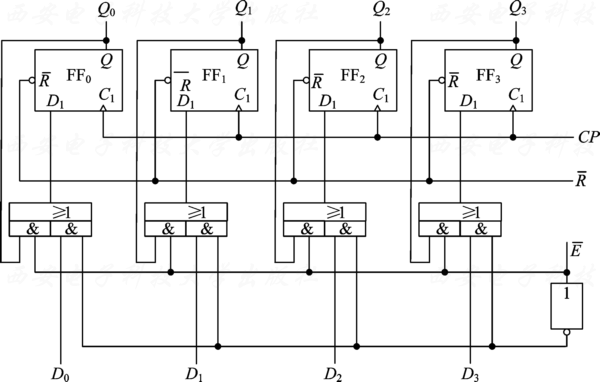 Q₀ Q₁ Q₂ Q₃
Q Q Q Q
R̅ FF₀ R̅ FF₁ R̅ FF₂ R̅ FF₃
D₁ C₁ D₁ C₁ D₁ C₁ D₁ C₁
CP
R̅
≥1 ≥1 ≥1 ≥1
& & & & & & & &
E̅
1
D₀ D₁ D₂ D₃